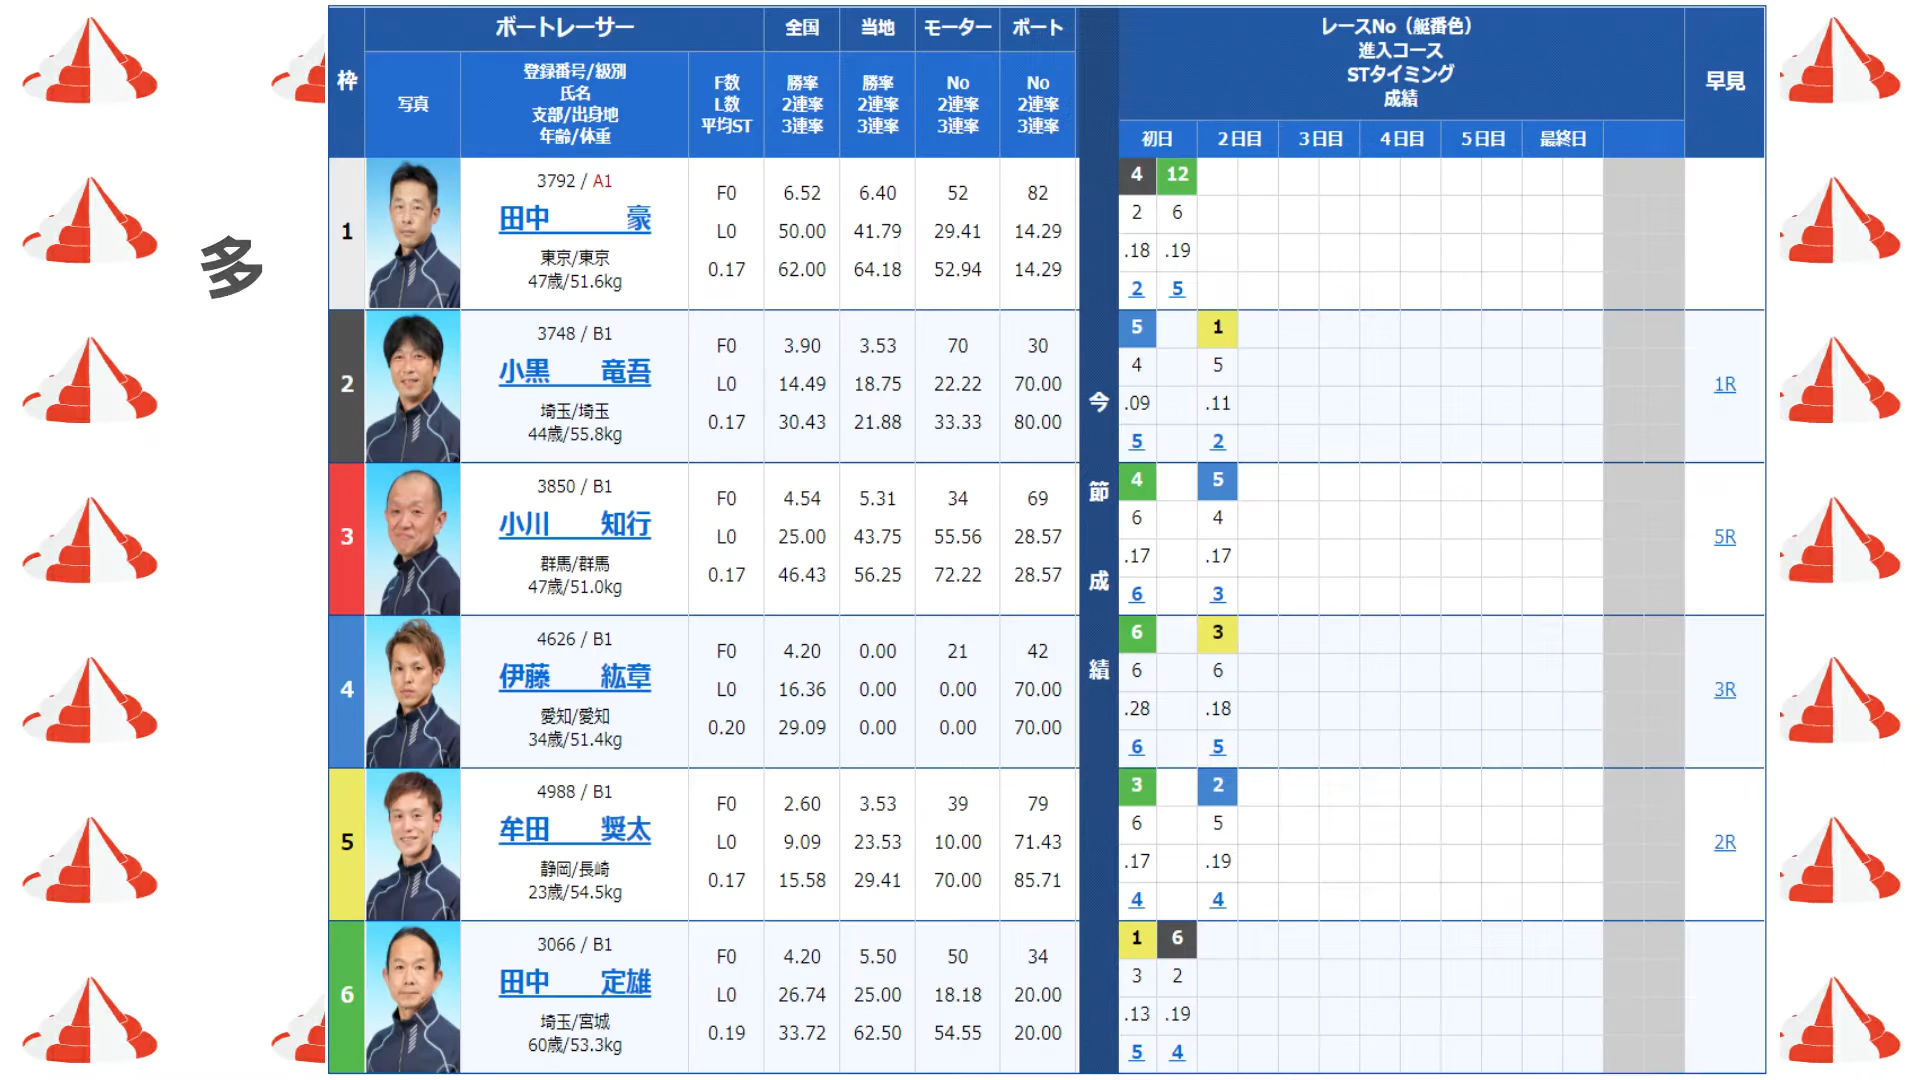 多
枠 ボートレーサー 全国 当地 モーター ボート レースNo（艇番色） 早見
進入コース
STタイミング
成績
写真 登録番号/級別 F数 勝率 勝率 No No
氏名 L数 2連率 2連率 2連率 2連率
支部/出身地 平均ST 3連率 3連率 3連率 3連率
年齢/体重
初日 2日目 3日目 4日目 5日目 最終日
今節成績
1 3792 / A1 F0 6.52 6.40 52 82 4 12
田中 豪 L0 50.00 41.79 29.41 14.29 2 6
東京/東京 0.17 62.00 64.18 52.94 14.29 .18 .19
47歳/51.6kg 2 5
2 3748 / B1 F0 3.90 3.53 70 30 5 1
小黒 竜吾 L0 14.49 18.75 22.22 70.00 4 5 1R
埼玉/埼玉 0.17 30.43 21.88 33.33 80.00 .09 .11
44歳/55.8kg 5 2
3 3850 / B1 F0 4.54 5.31 34 69 4 5
小川 知行 L0 25.00 43.75 55.56 28.57 6 4 5R
群馬/群馬 0.17 46.43 56.25 72.22 28.57 .17 .17
47歳/51.0kg 6 3
4 4626 / B1 F0 4.20 0.00 21 42 6 3
伊藤 紘章 L0 16.36 0.00 0.00 70.00 6 6 3R
愛知/愛知 0.20 29.09 0.00 0.00 70.00 .28 .18
34歳/51.4kg 6 5
5 4988 / B1 F0 2.60 3.53 39 79 3 2
牟田 奨太 L0 9.09 23.53 10.00 71.43 6 5 2R
静岡/長崎 0.17 15.58 29.41 70.00 85.71 .17 .19
23歳/54.5kg 4 4
6 3066 / B1 F0 4.20 5.50 50 34 1 6
田中 定雄 L0 26.74 25.00 18.18 20.00 3 2
埼玉/宮城 0.19 33.72 62.50 54.55 20.00 .13 .19
60歳/53.3kg 5 4